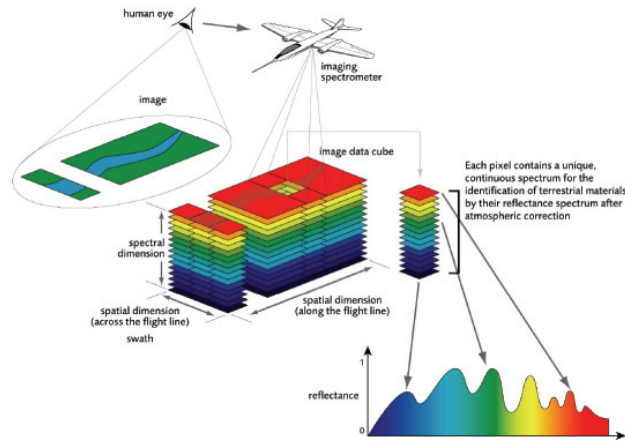 human eye
imaging
spectrometer
image
image data cube
Each pixel contains a unique,
continuous spectrum for the
identification of terrestrial materials
by their reflectance spectrum after
atmospheric correction
spectral
dimension
spatial dimension
(across the flight line)
swath
spatial dimension
(along the flight line)
1
reflectance
0